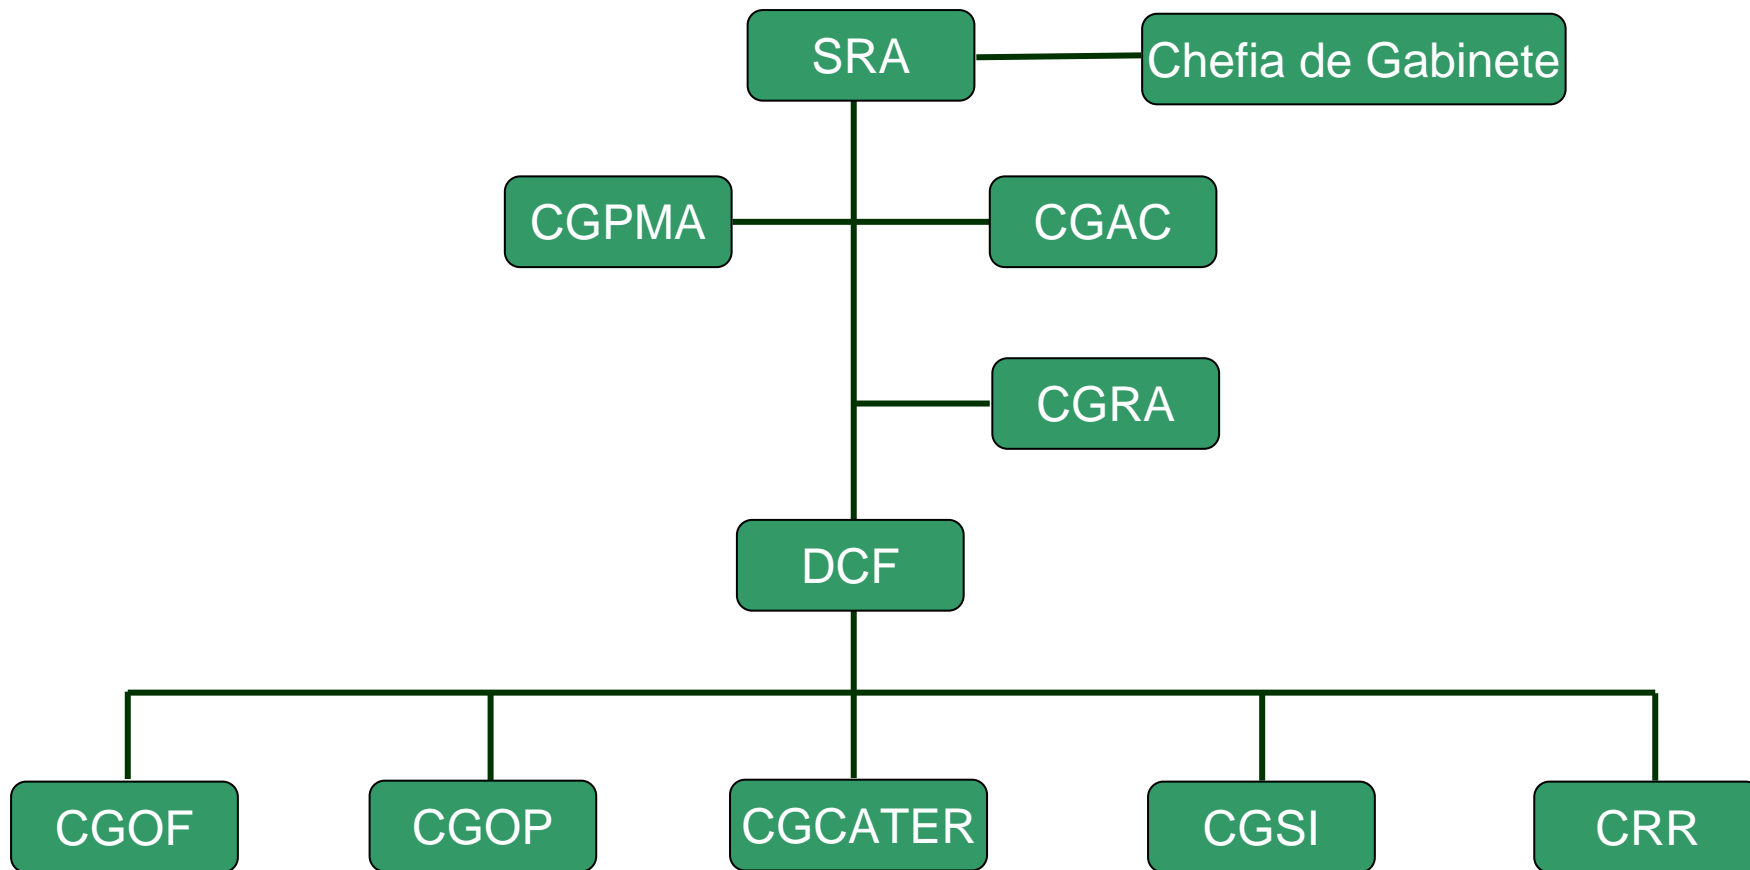 SRA
Chefia de Gabinete
CGPMA
CGAC
CGRA
DCF
CGOF
CGOP
CGCATER
CGSI
CRR